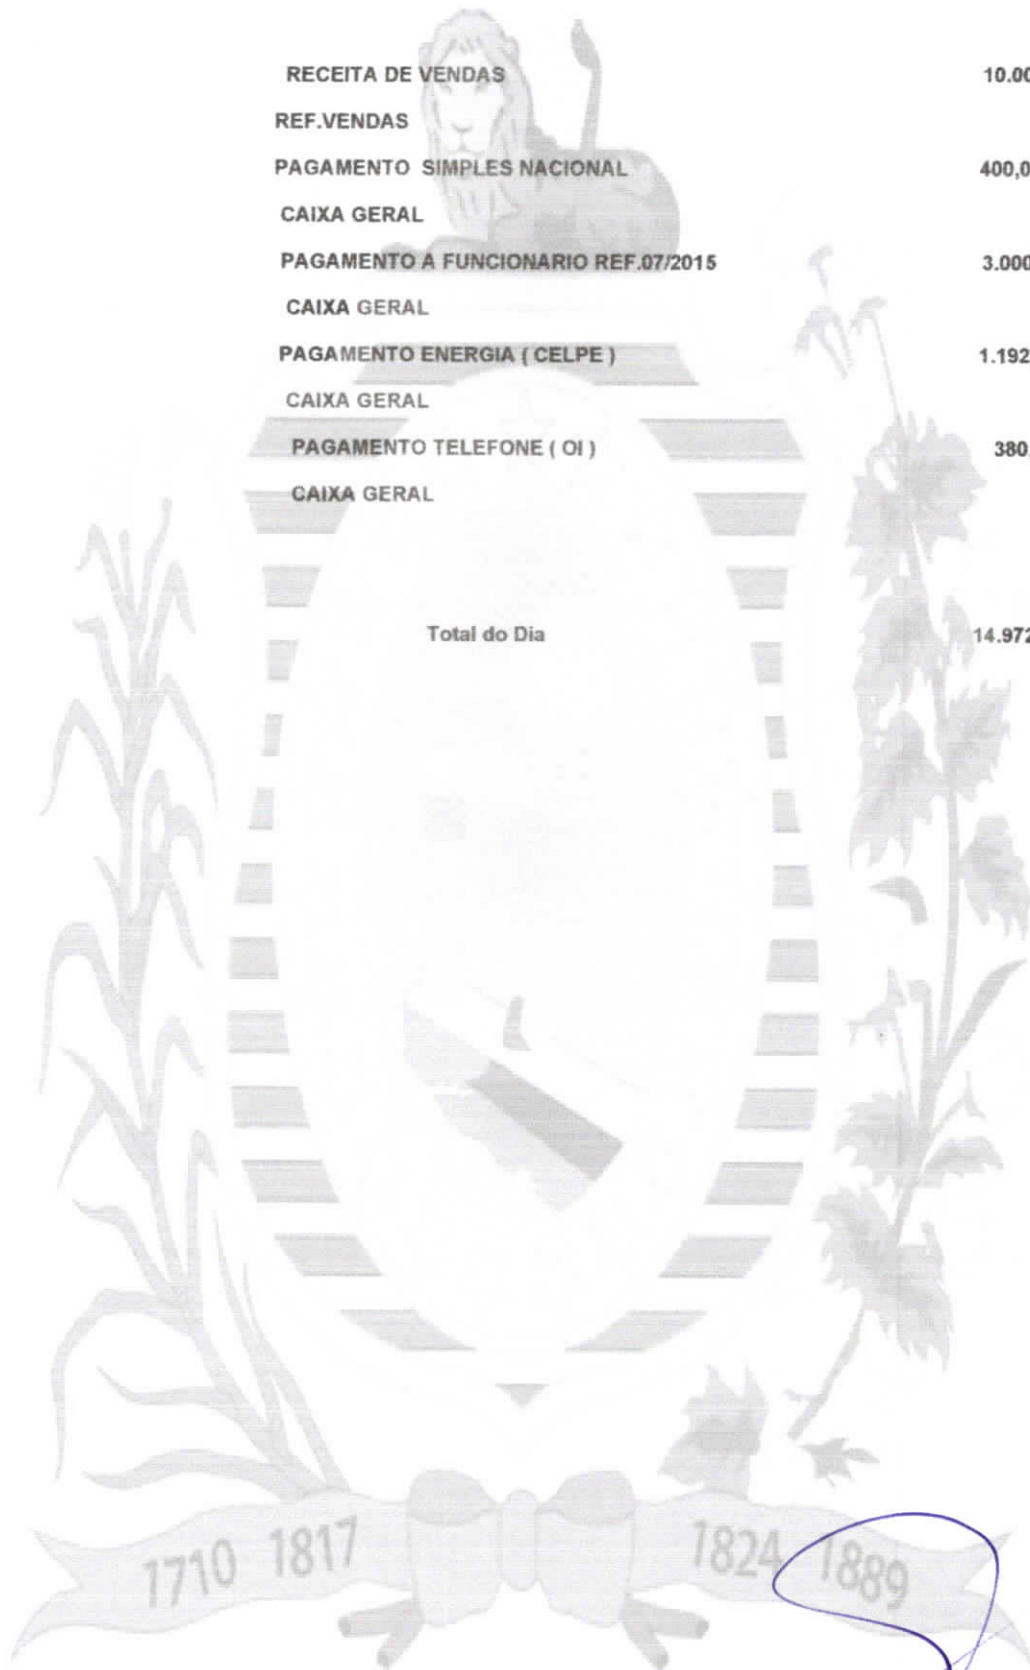 RECEITA DE VENDAS 10.00
REF.VENDAS
PAGAMENTO SIMPLES NACIONAL 400,0
CAIXA GERAL
PAGAMENTO A FUNCIONARIO REF.07/2015 3.000
CAIXA GERAL
PAGAMENTO ENERGIA ( CELPE ) 1.192
CAIXA GERAL
PAGAMENTO TELEFONE ( OI ) 380,
CAIXA GERAL
Total do Dia 14.972
1710 1817 1824 1889